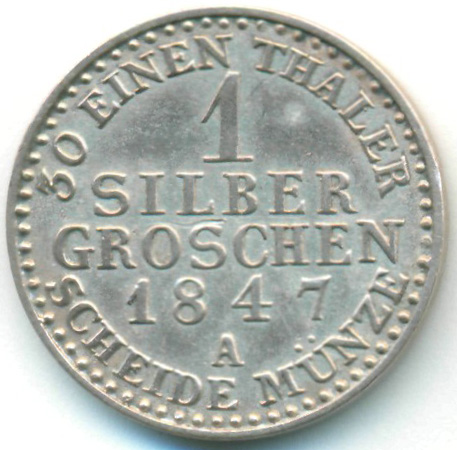 30 EINEN THALER
1
SILBER
GROSCHEN
1847
A
SCHEIDE MÜNZE